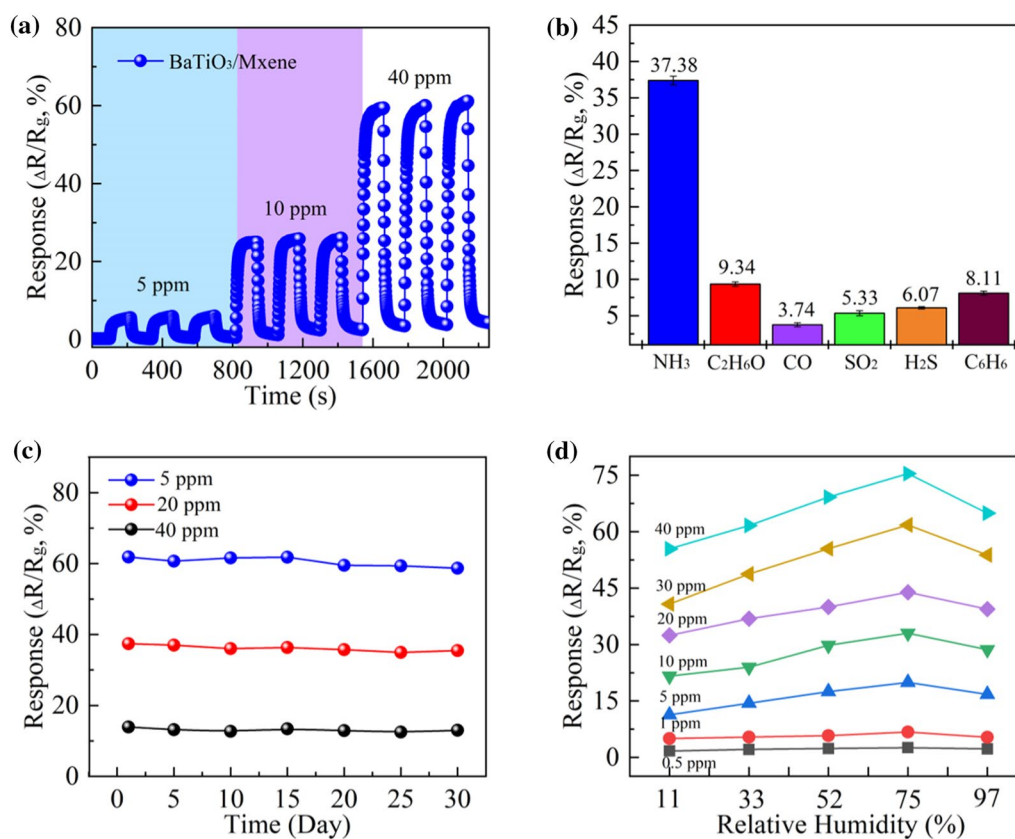 (a)
80
60
40
20
0
Response (ΔR/Rg, %)
BaTiO3/Mxene
5 ppm
10 ppm
40 ppm
0 400 800 1200 1600 2000
Time (s)
(b)
45
40
35
30
25
20
15
10
5
Response (ΔR/Rg, %)
37.38
9.34
3.74
5.33
6.07
8.11
NH3 C2H6O CO SO2 H2S C6H6
(c)
80
60
40
20
0
Response (ΔR/Rg, %)
5 ppm
20 ppm
40 ppm
0 5 10 15 20 25 30
Time (Day)
(d)
75
60
45
30
15
0
Response (ΔR/Rg, %)
40 ppm
30 ppm
20 ppm
10 ppm
5 ppm
1 ppm
0.5 ppm
11 33 52 75 97
Relative Humidity (%)